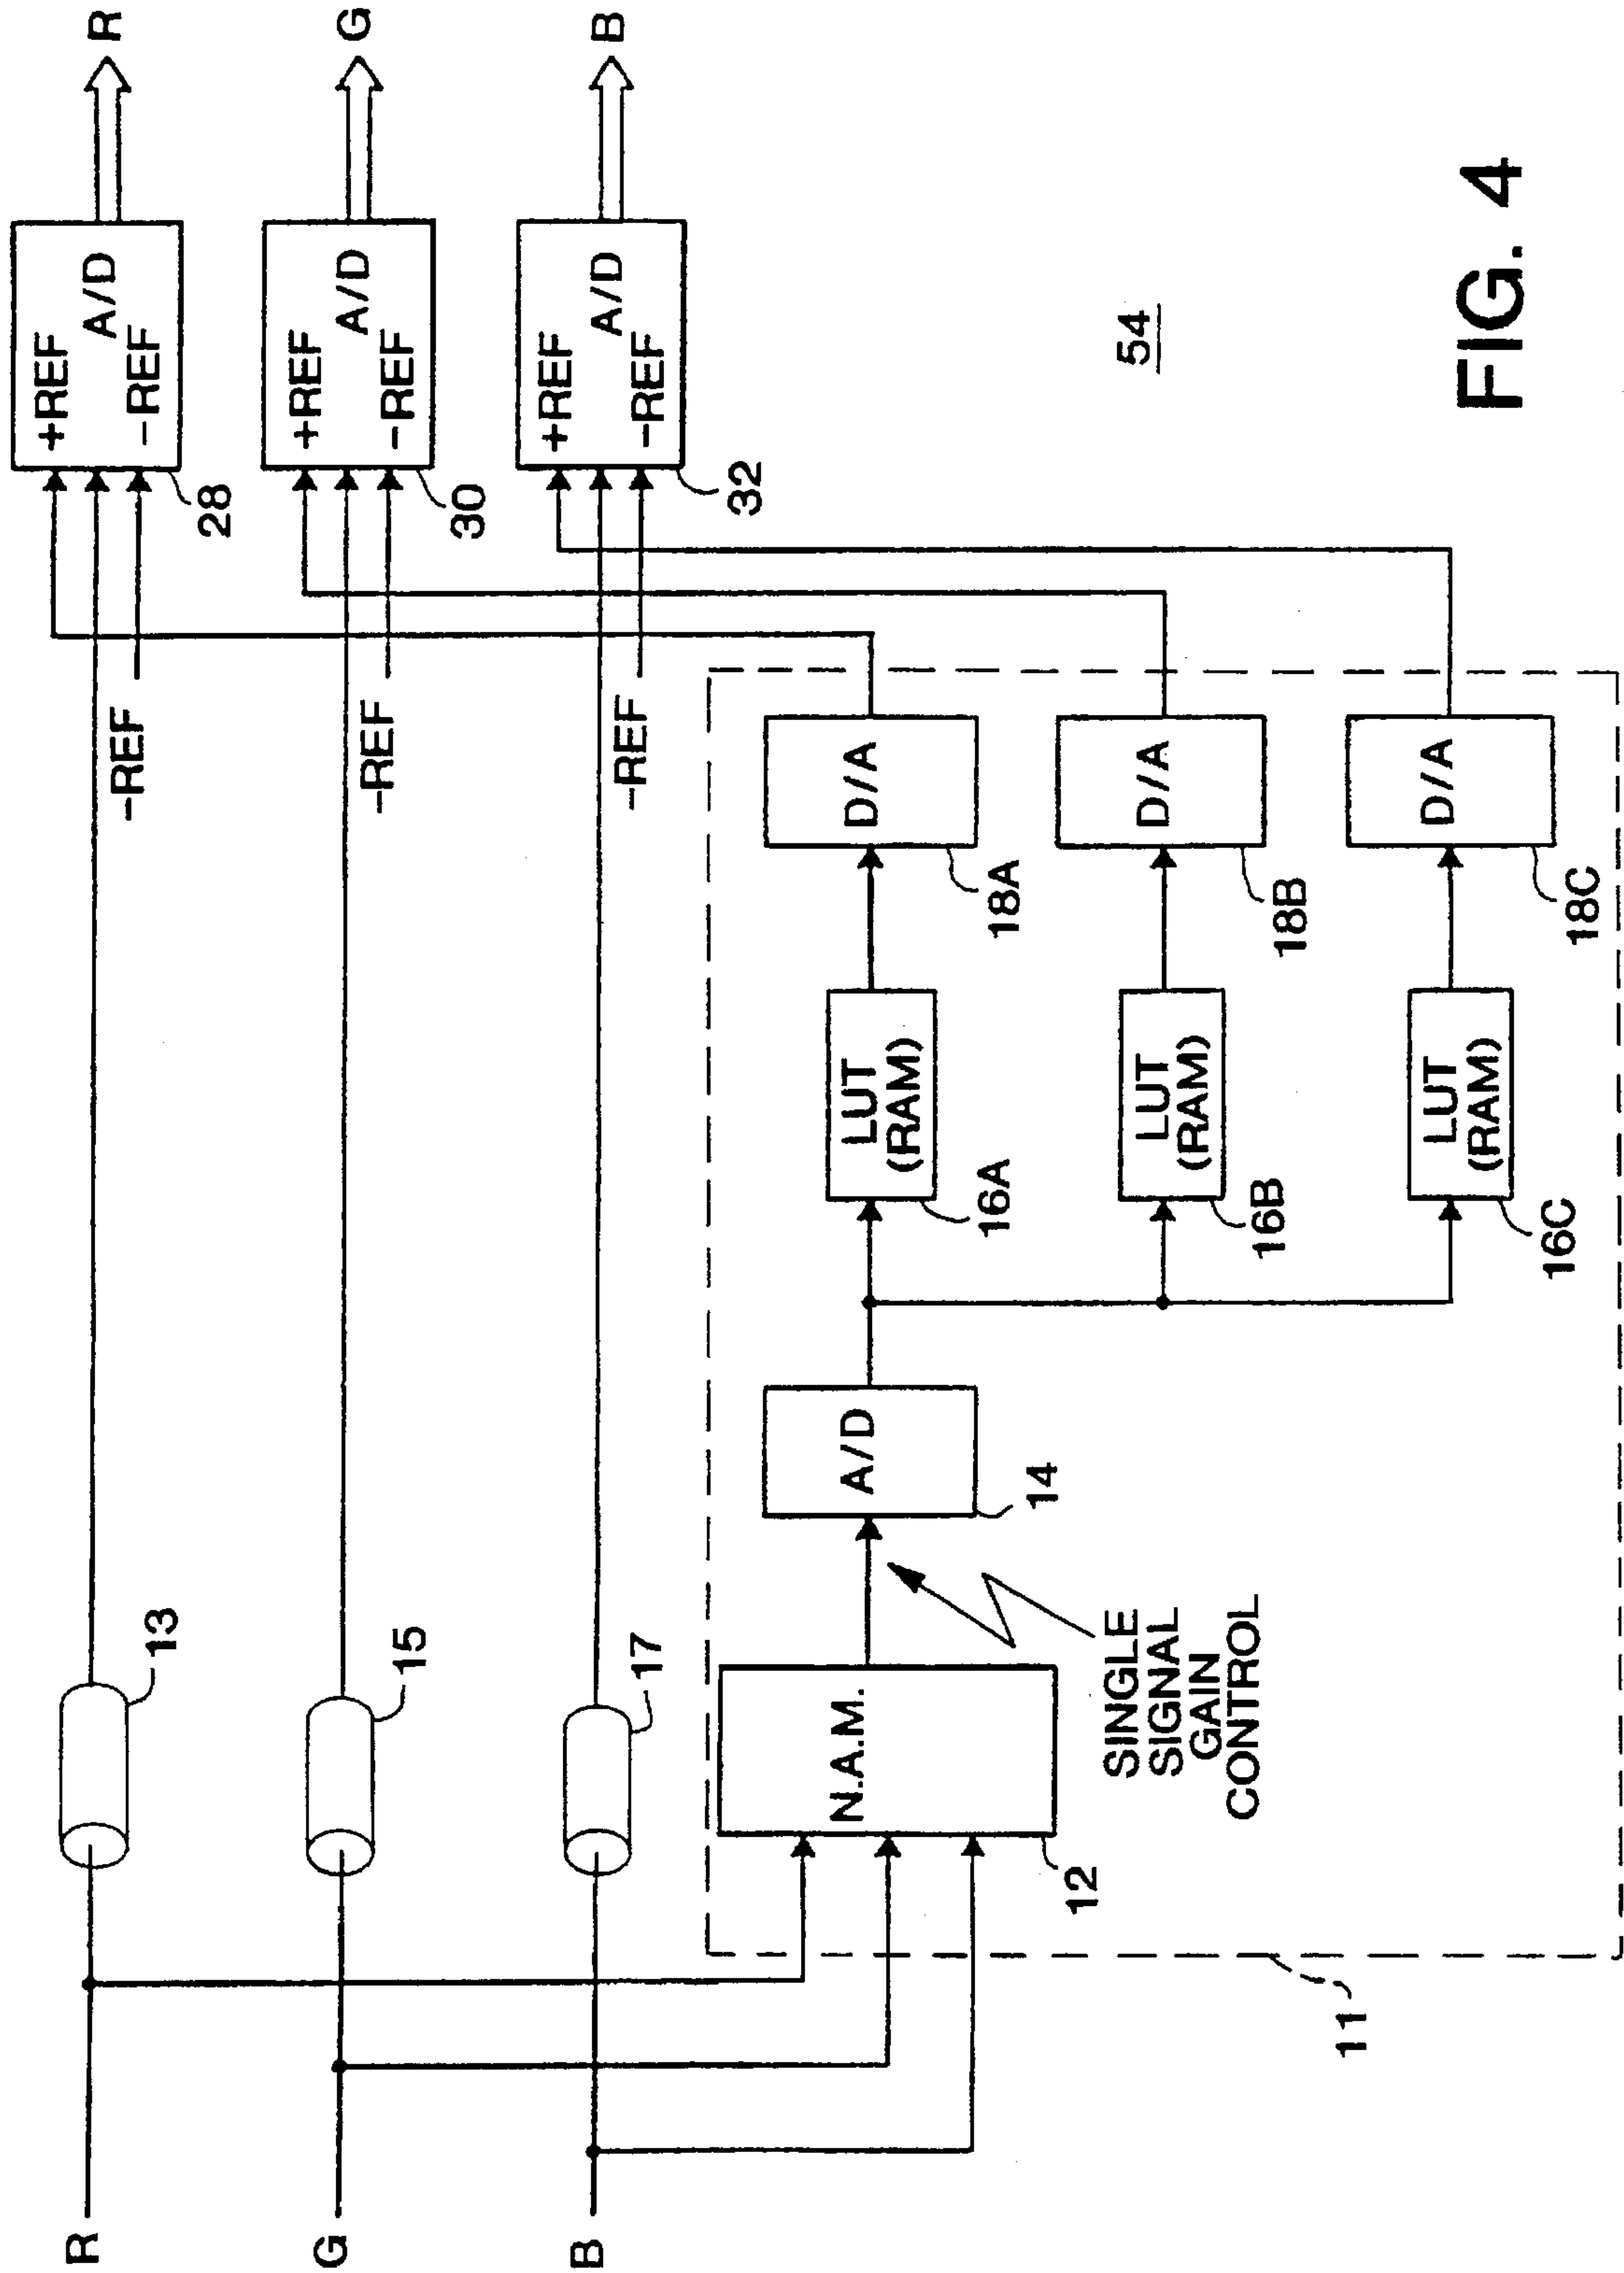 R
13
-REF
+REF
A/D
-REF
28
R
G
15
-REF
+REF
A/D
-REF
30
G
B
17
-REF
+REF
A/D
-REF
32
B
N.A.M.
12
SINGLE
SIGNAL
GAIN
CONTROL
A/D
14
LUT
(RAM)
16A
D/A
18A
LUT
(RAM)
16B
D/A
18B
LUT
(RAM)
16C
D/A
18C
11
54
FIG. 4